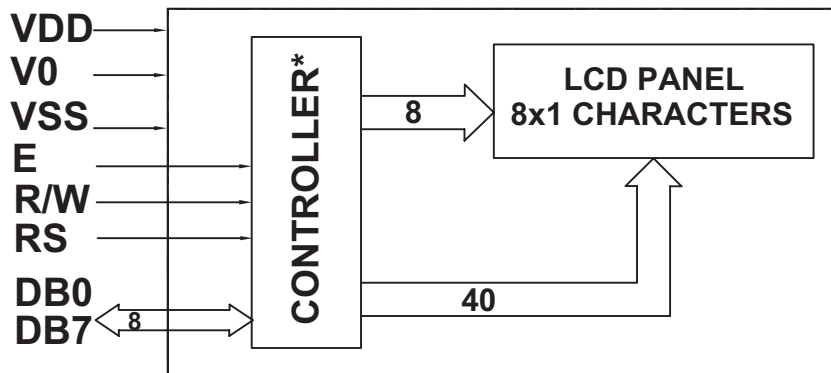 VDD
V0
VSS
E
R/W
RS
DB0
DB7
8
CONTROLLER*
8
40
LCD PANEL
8x1 CHARACTERS